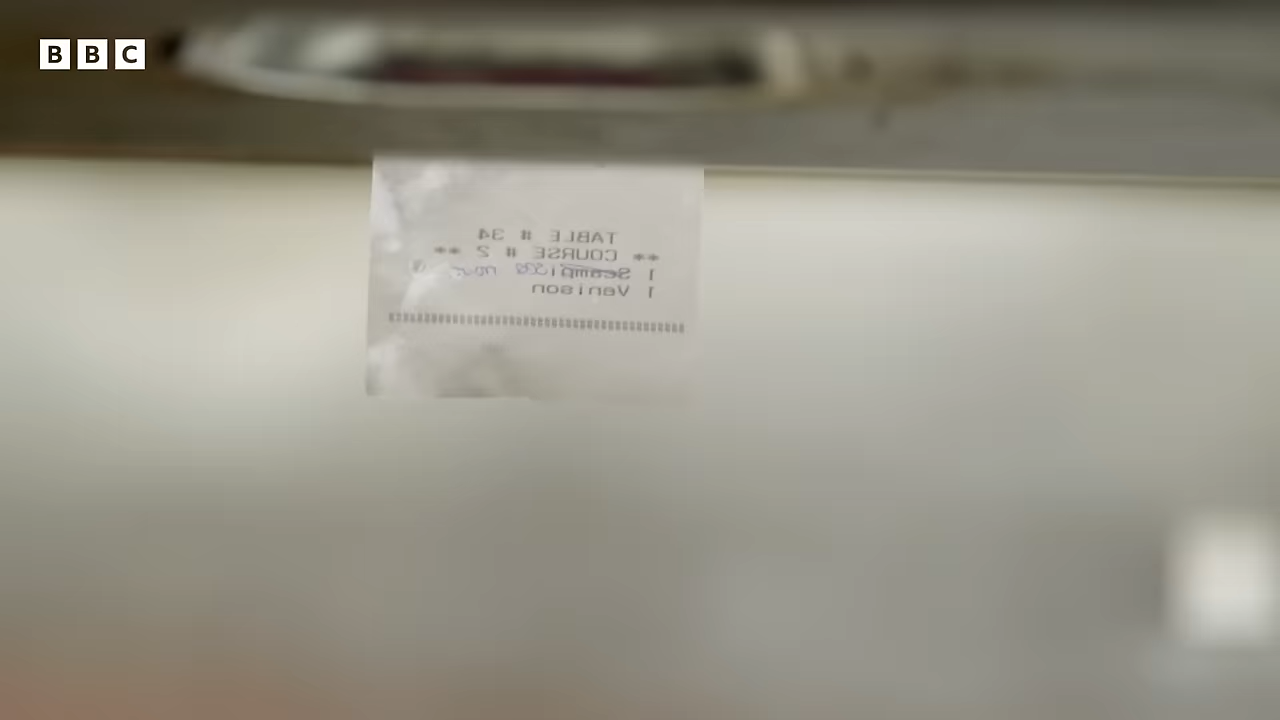 BBC
TABLE # 34
** COURSE # 2 **
1 Scampi
1 Venison